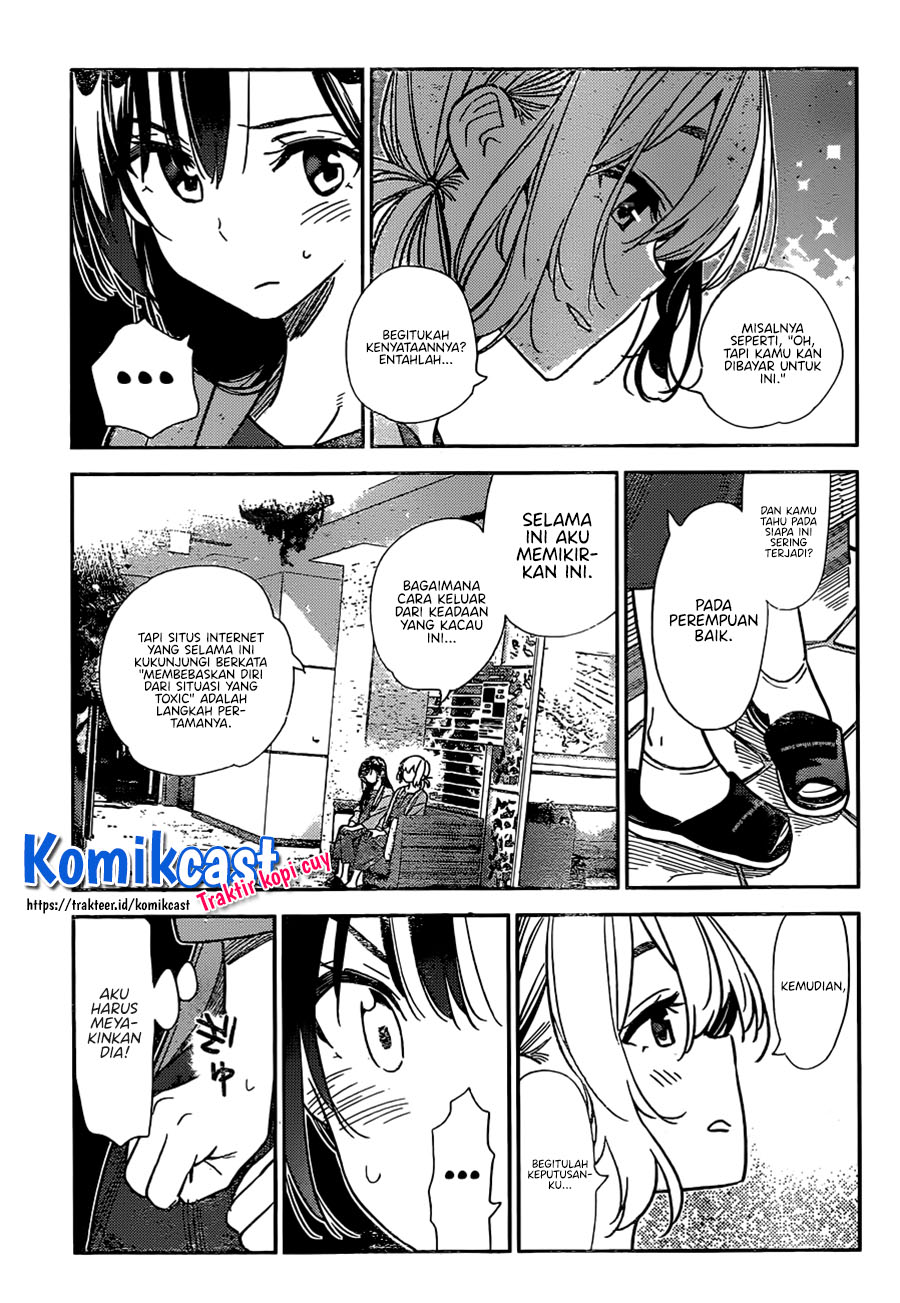 MISALNYA
SEPERTI, "OH,
TAPI KAMU KAN
DIBAYAR UNTUK
INI."
BEGITUKAH
KENYATAANNYA?
ENTAHLAH...
...
DAN KAMU
TAHU PADA
SIAPA INI
SERING
TERJADI?
PADA
PEREMPUAN
BAIK.
SELAMA
INI AKU
MEMIKIR-
KAN INI.
BAGAIMANA
CARA KELUAR
DARI KEADAAN
YANG KACAU
INI...
TAPI SITUS INTERNET
YANG SELAMA INI
KUKUNJUNGI BERKATA
"MEMBEBASKAN DIRI
DARI SITUASI YANG
TOXIC" ADALAH
LANGKAH PER-
TAMANYA.
Komikcast
Traktir kopi cuy
https://trakteer.id/komikcast
KEMUDIAN,
BEGITULAH
KEPUTUSAN-
KU...
...
AKU
HARUS
MEYA-
KINKAN
DIA!